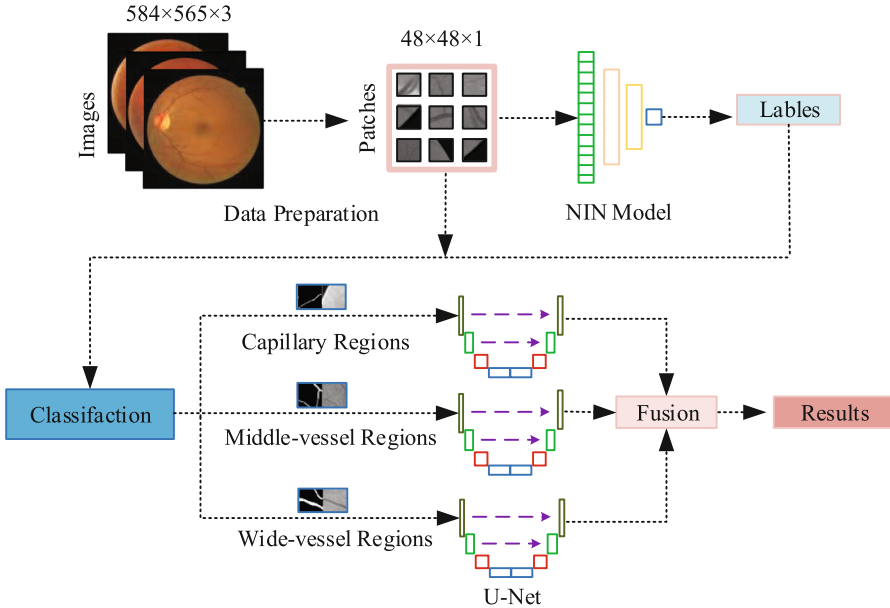 584×565×3
48×48×1
Images
Patches
Lables
Data Preparation
NIN Model
Capillary Regions
Classifaction
Middle-vessel Regions
Fusion
Results
Wide-vessel Regions
U-Net